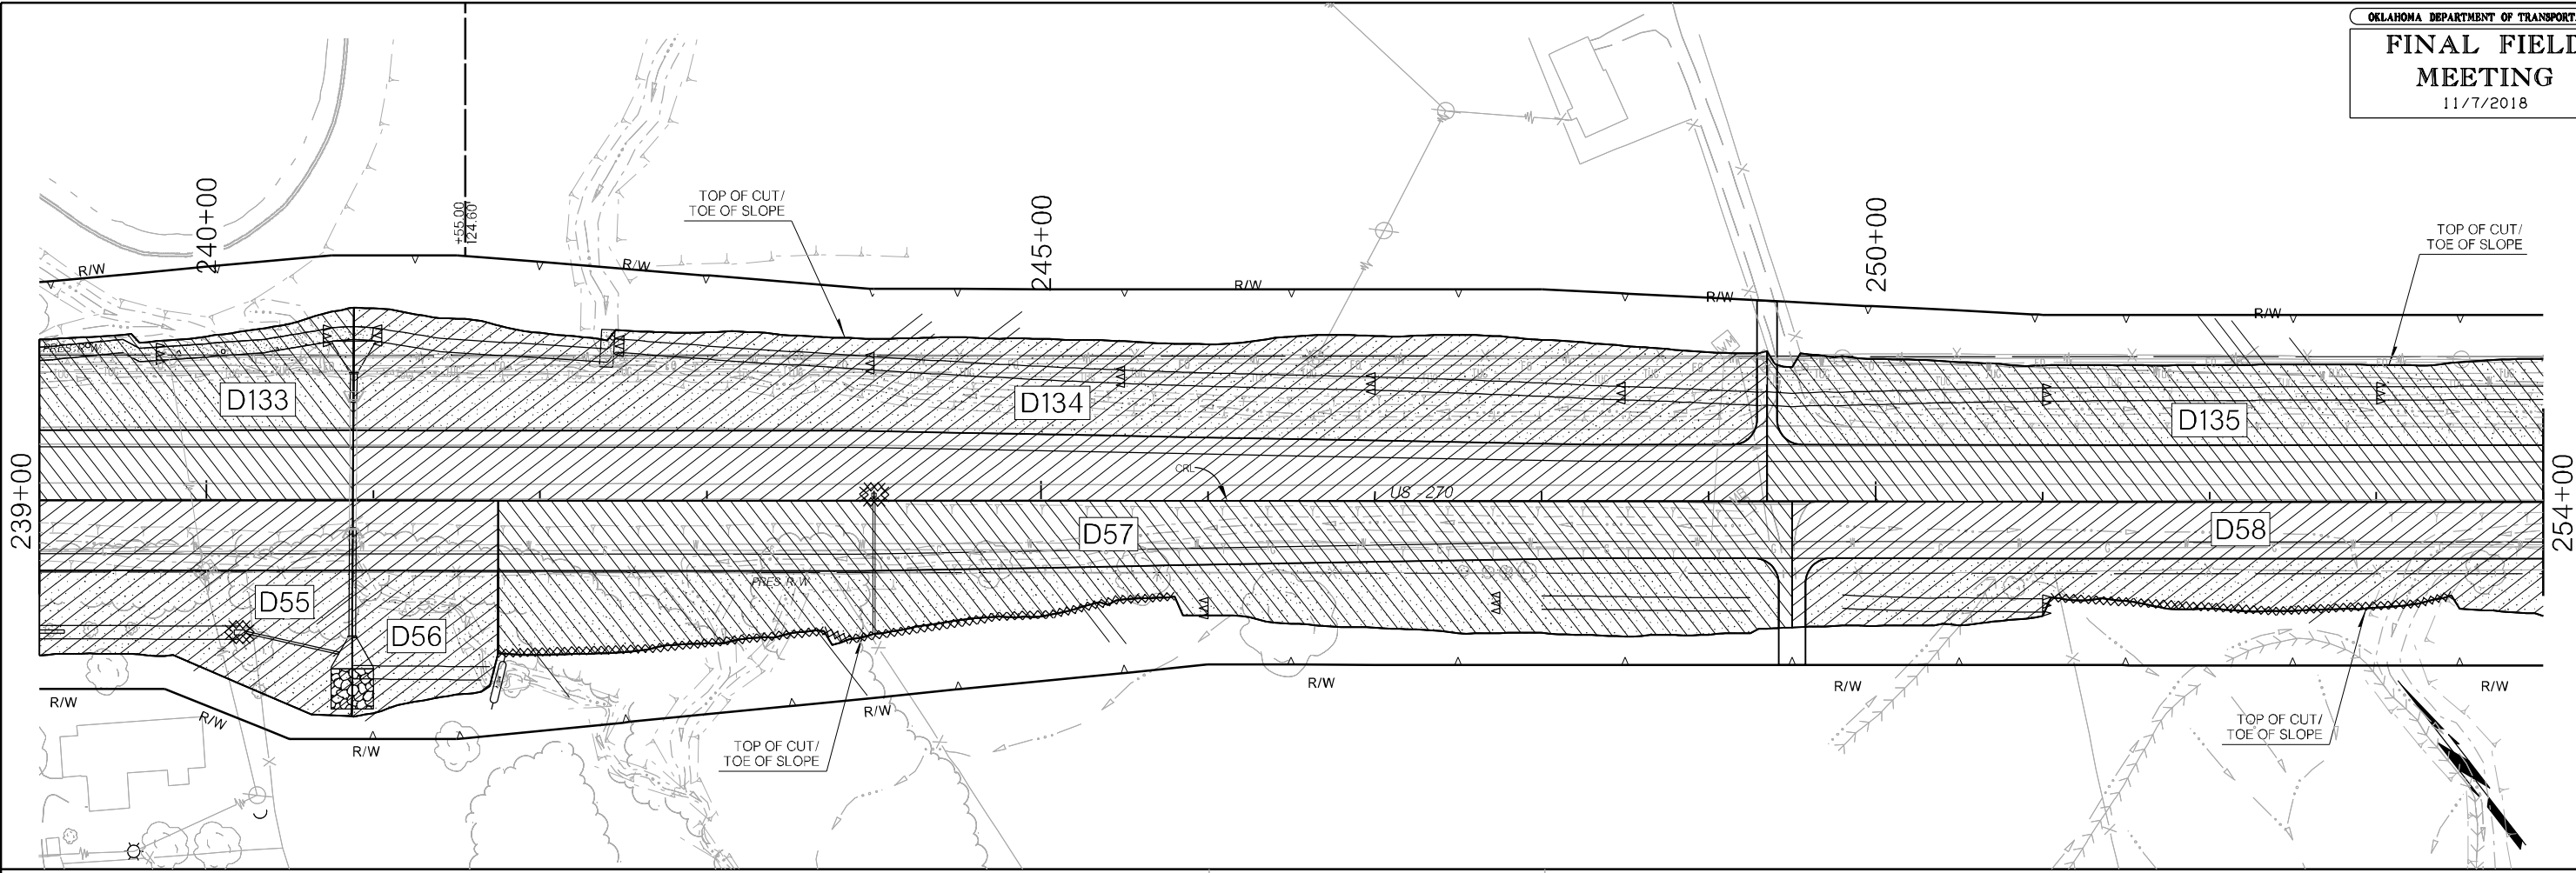 OKLAHOMA DEPARTMENT OF TRANSPORT
FINAL FIELD
MEETING
11/7/2018
240+00
+55.00
124.60'
TOP OF CUT/
TOE OF SLOPE
245+00
250+00
TOP OF CUT/
TOE OF SLOPE
R/W
R/W
R/W
R/W
R/W
WM
PRES. R/W
D133
D134
D135
239+00
CRL
US -270
MB
254+00
D57
D58
PRES. R/W
D55
D56
R/W
R/W
R/W
R/W
R/W
R/W
R/W
TOP OF CUT/
TOE OF SLOPE
TOP OF CUT/
TOE OF SLOPE